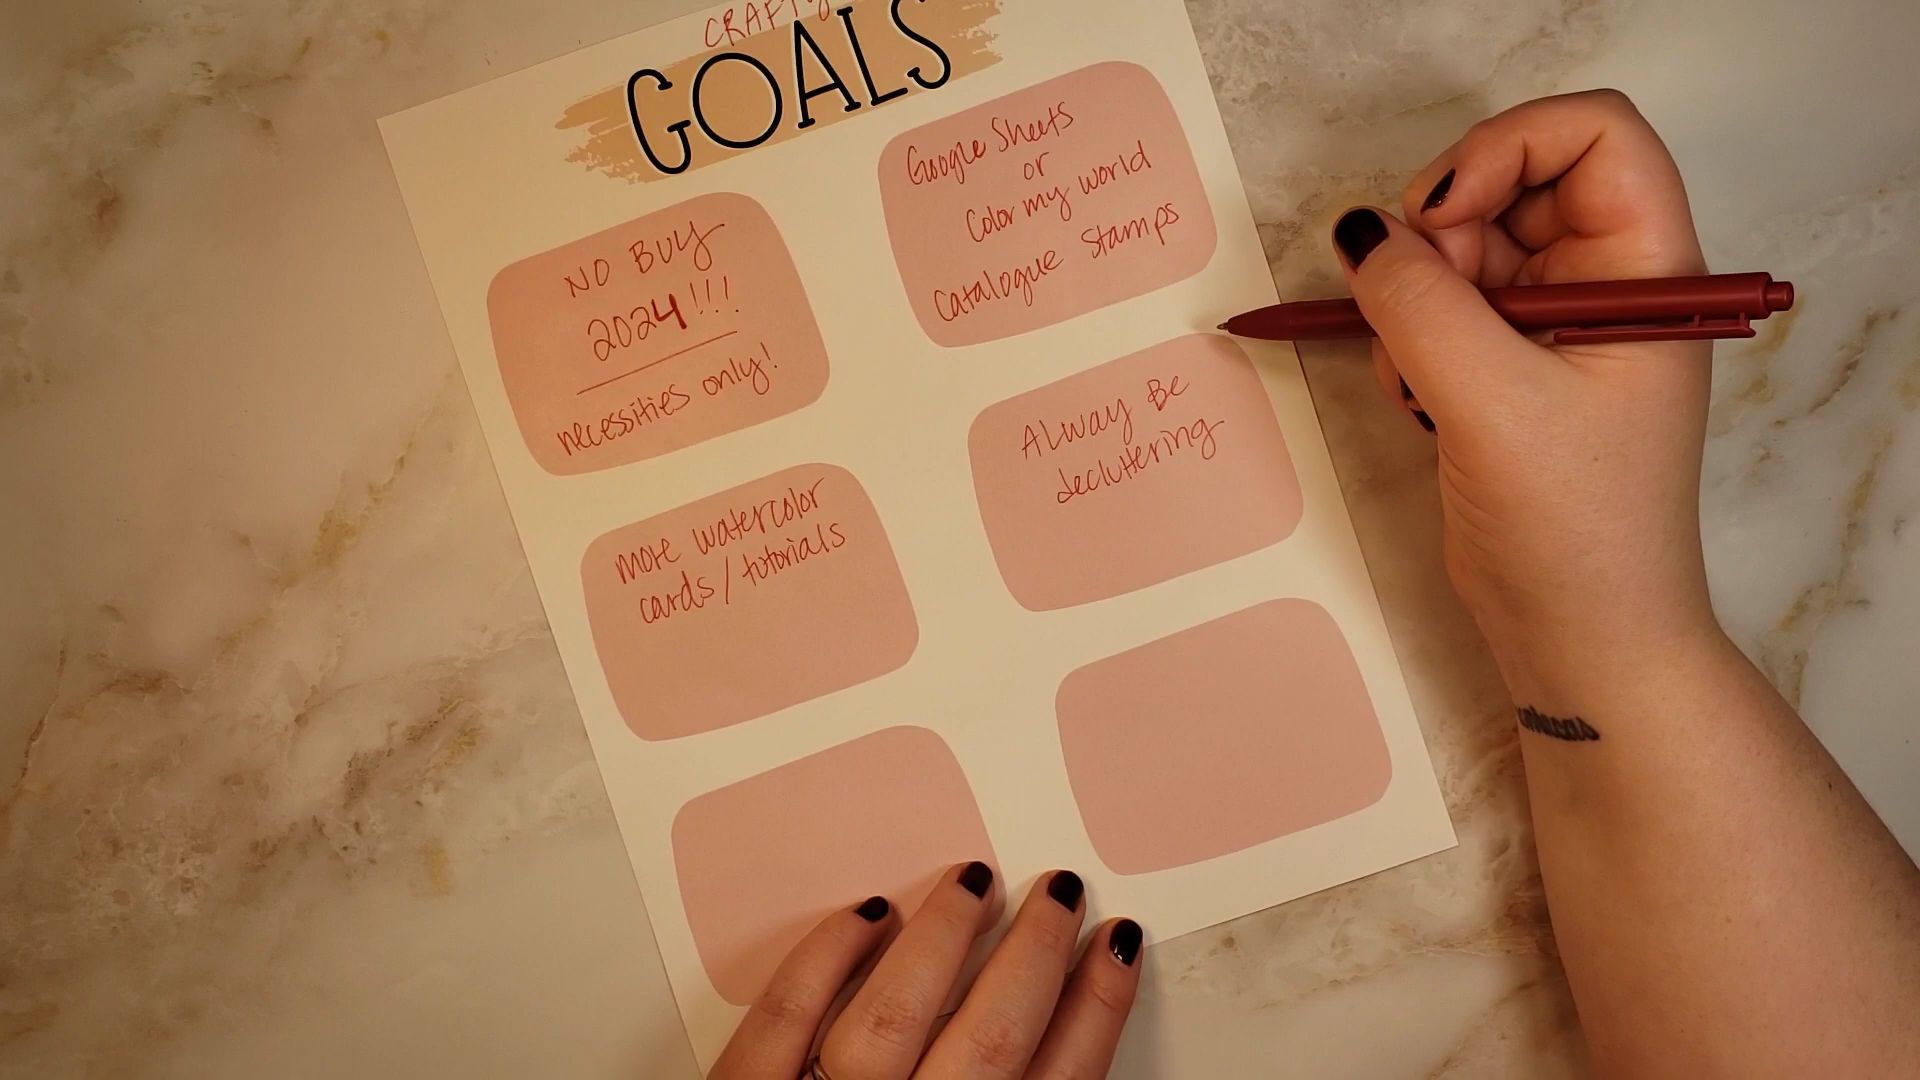 CRAFTY
GOALS
NO BUY
2024!!!
necessities only!
Google Sheets
or
Color my world
Catalogue Stamps
more watercolor
cards/tutorials
ALWAY BE
decluttering